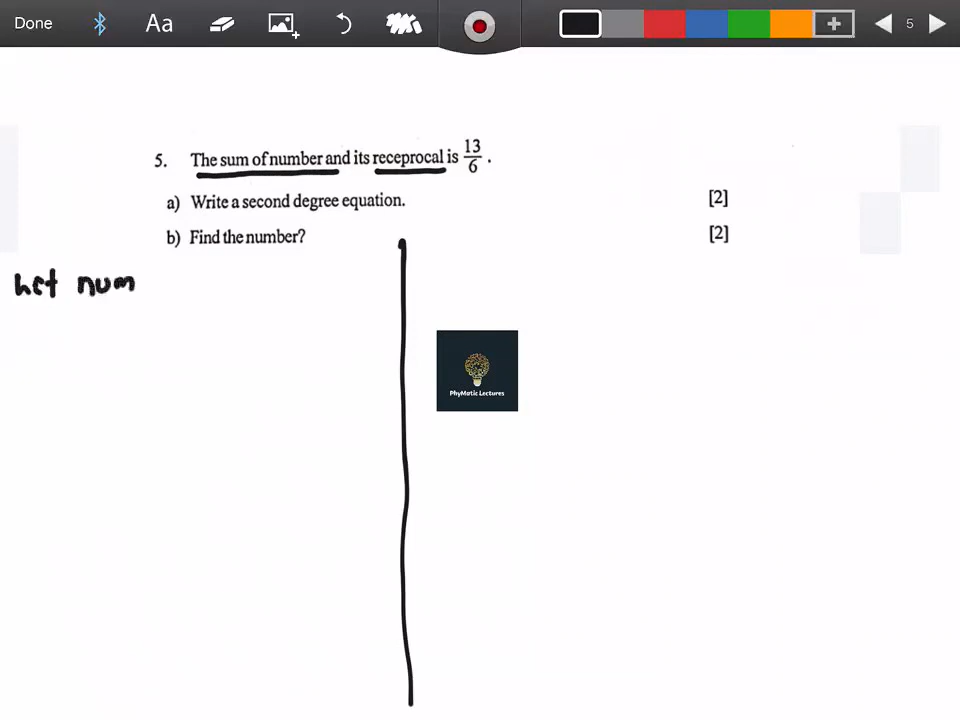 Done Aa 5
5. The sum of number and its receprocal is 13/6 .
a) Write a second degree equation. [2]
b) Find the number? [2]
Let num
PhyMatic Lectures